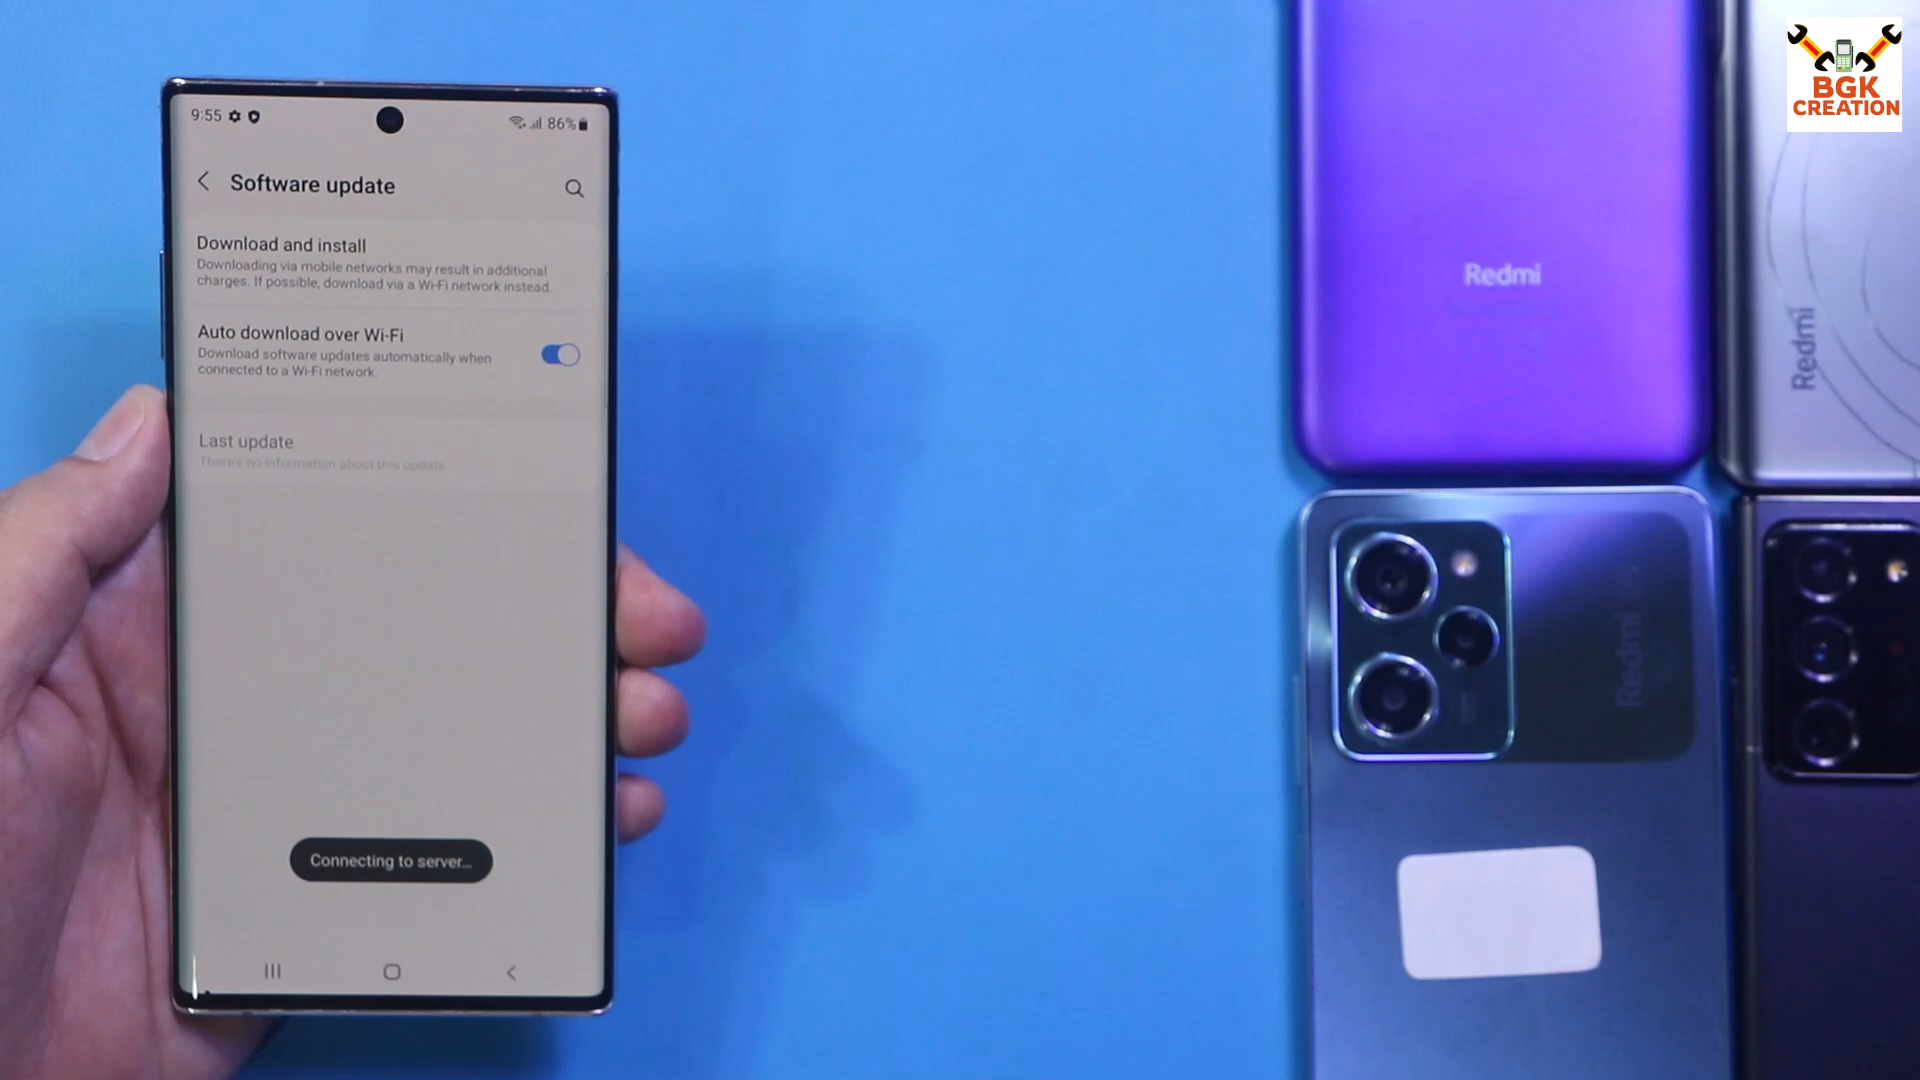 9:55
86%
Software update
Download and install
Downloading via mobile networks may result in additional
charges. If possible, download via a Wi-Fi network instead.
Auto download over Wi-Fi
Download software updates automatically when
connected to a Wi-Fi network.
Last update
There's no information about this update.
Connecting to server...
Redmi
Redmi
Redmi
BGK
CREATION